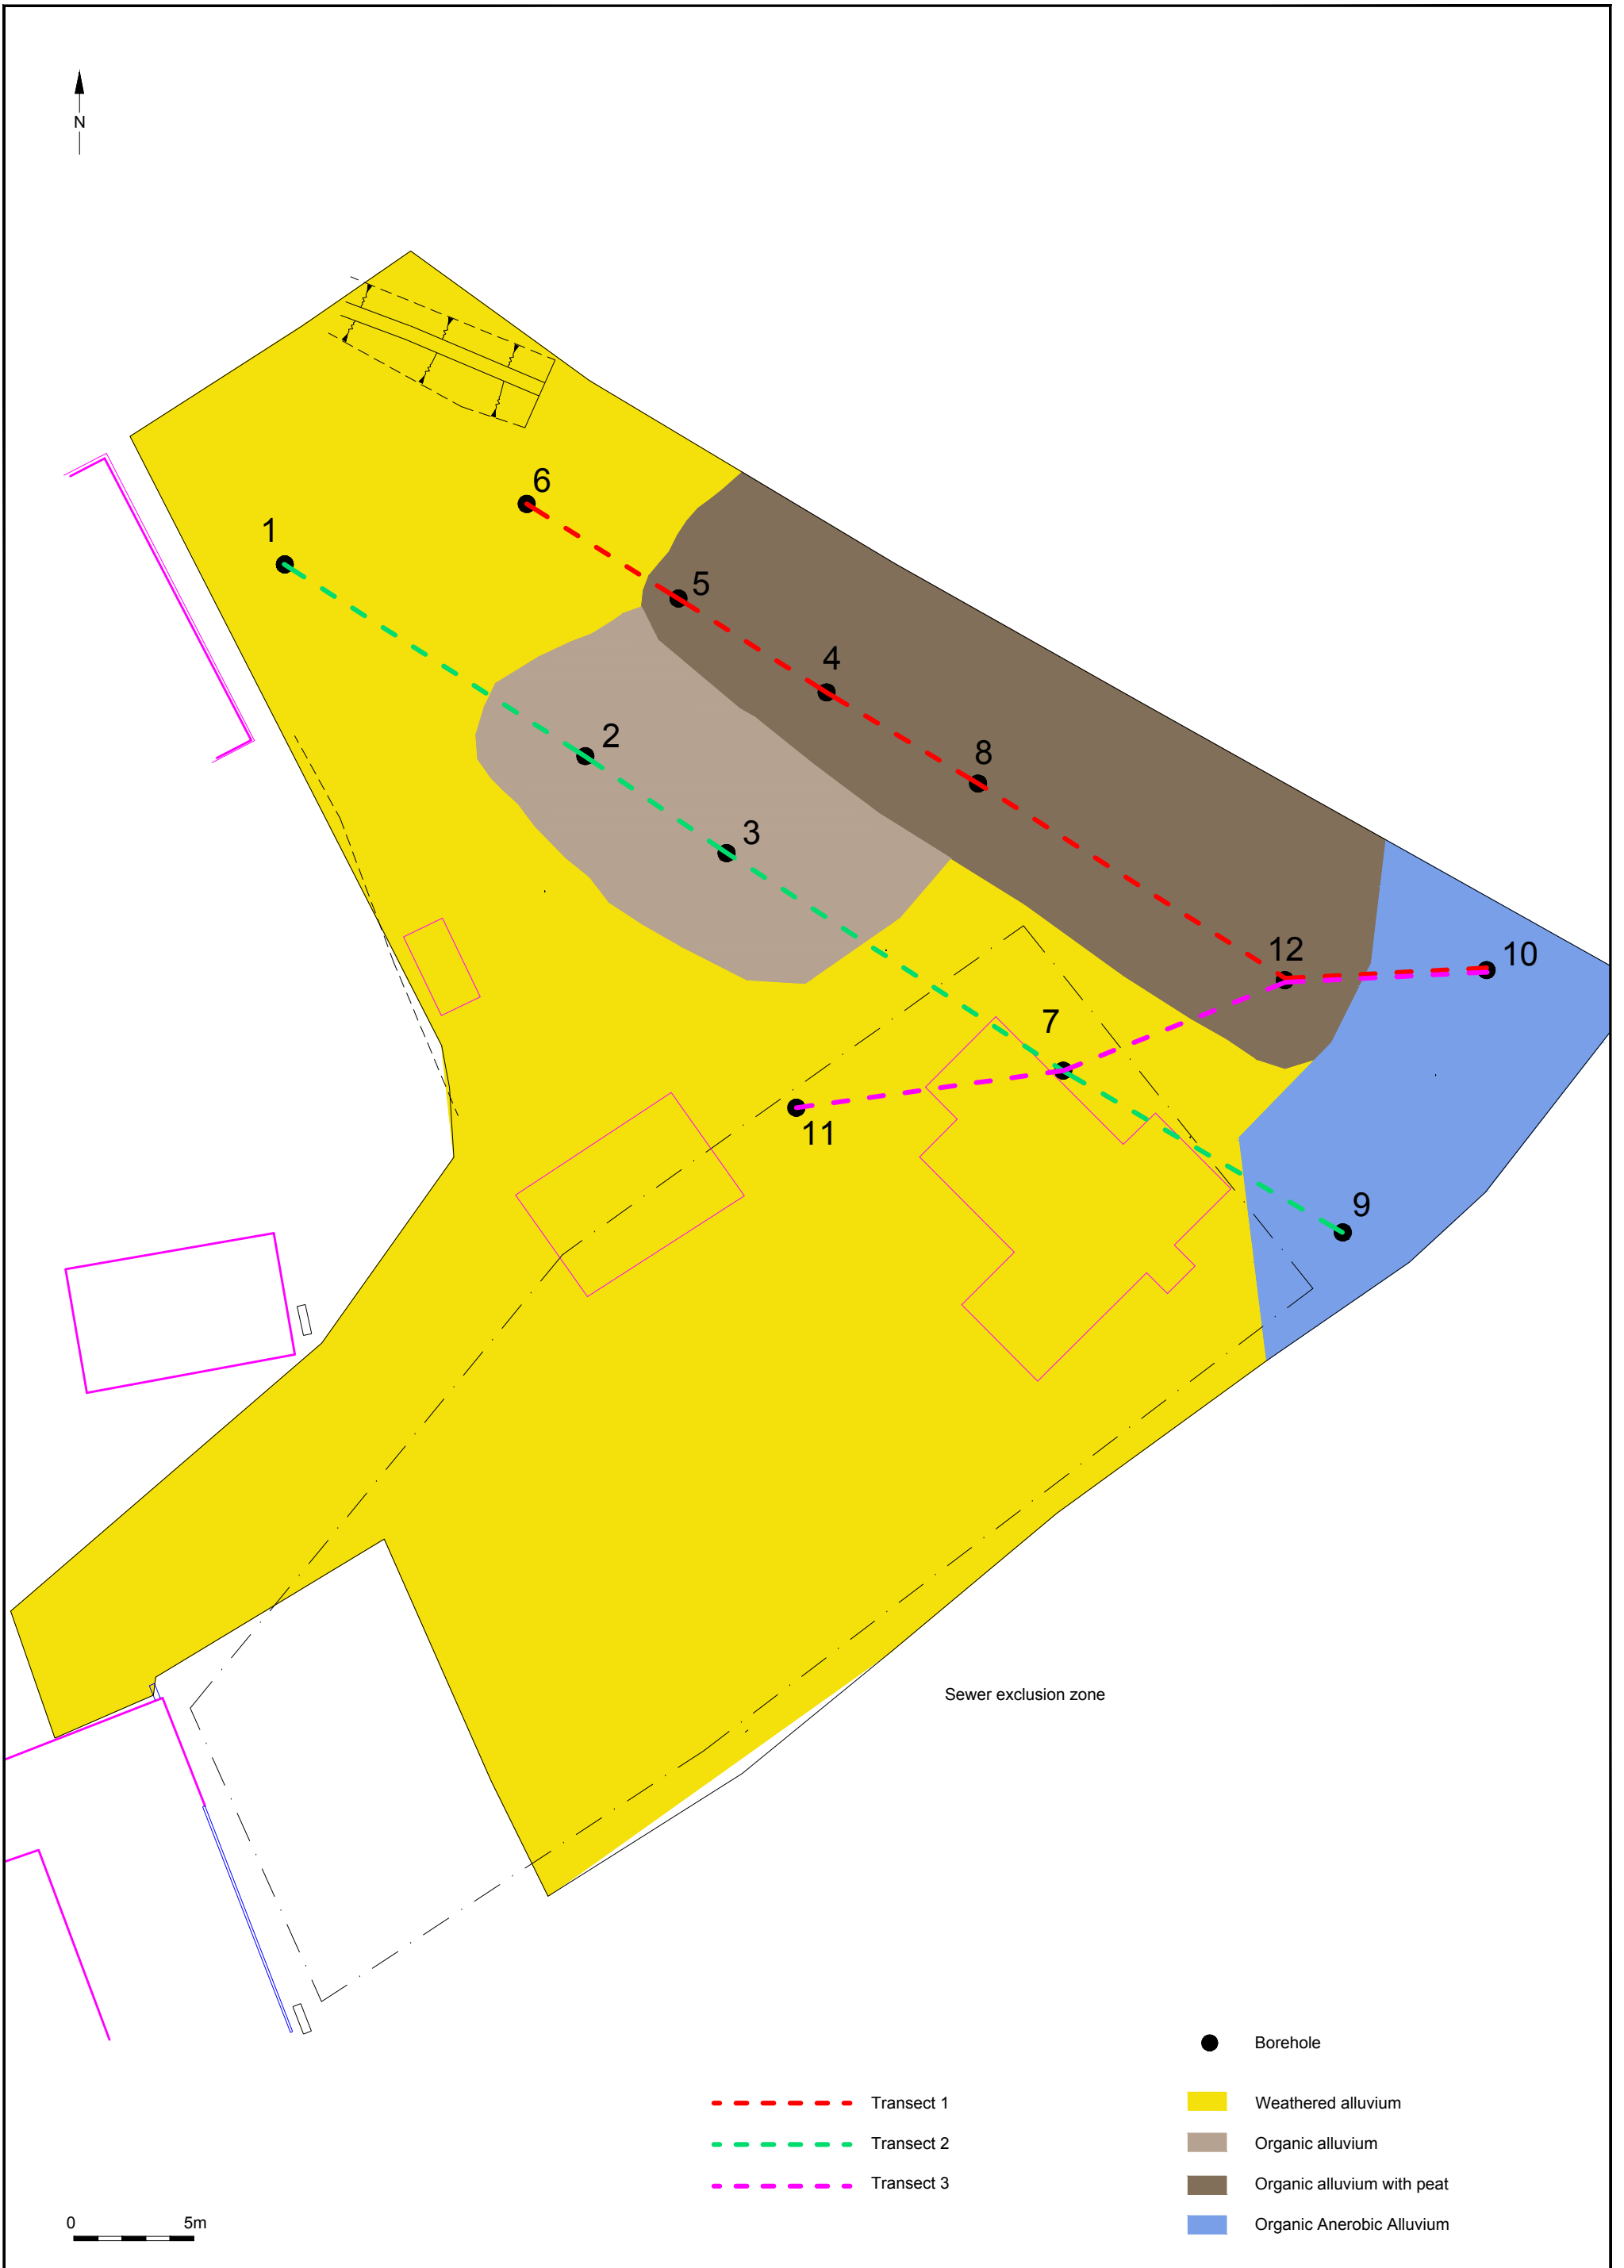 N
6
1
5
4
2
8
3
12
10
7
11
9
Sewer exclusion zone
Borehole
Transect 1
Weathered alluvium
Transect 2
Organic alluvium
Transect 3
Organic alluvium with peat
0 5m
Organic Anerobic Alluvium